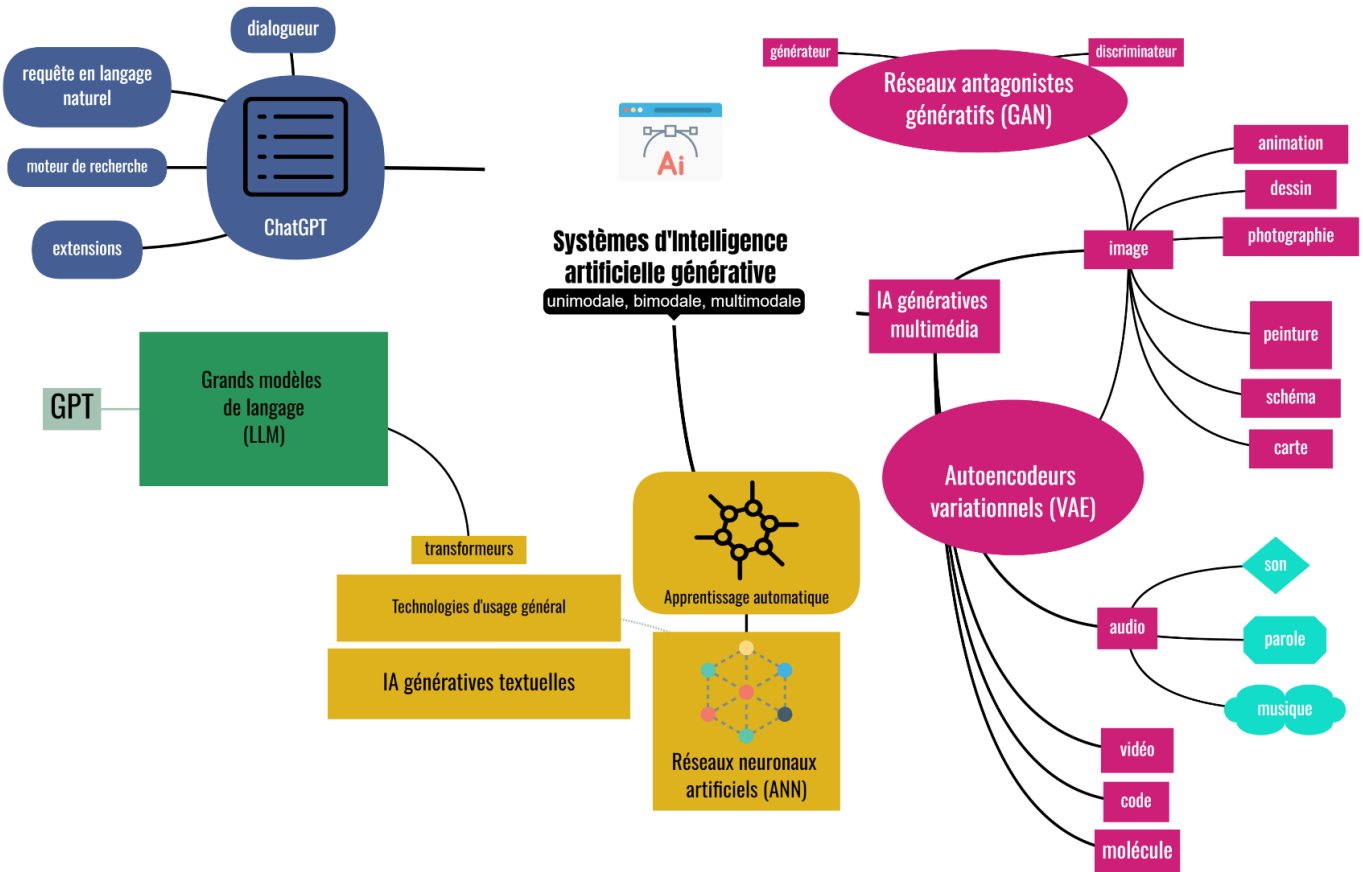 dialogueur
requête en langage
naturel
moteur de recherche
extensions
ChatGPT
Ai
Systèmes d'Intelligence
artificielle générative
unimodale, bimodale, multimodale
GPT
Grands modèles
de langage
(LLM)
transformeurs
Technologies d'usage général
IA génératives textuelles
Apprentissage automatique
Réseaux neuronaux
artificiels (ANN)
générateur
discriminateur
Réseaux antagonistes
génératifs (GAN)
IA génératives
multimédia
image
animation
dessin
photographie
peinture
schéma
carte
Autoencodeurs
variationnels (VAE)
audio
son
parole
musique
vidéo
code
molécule